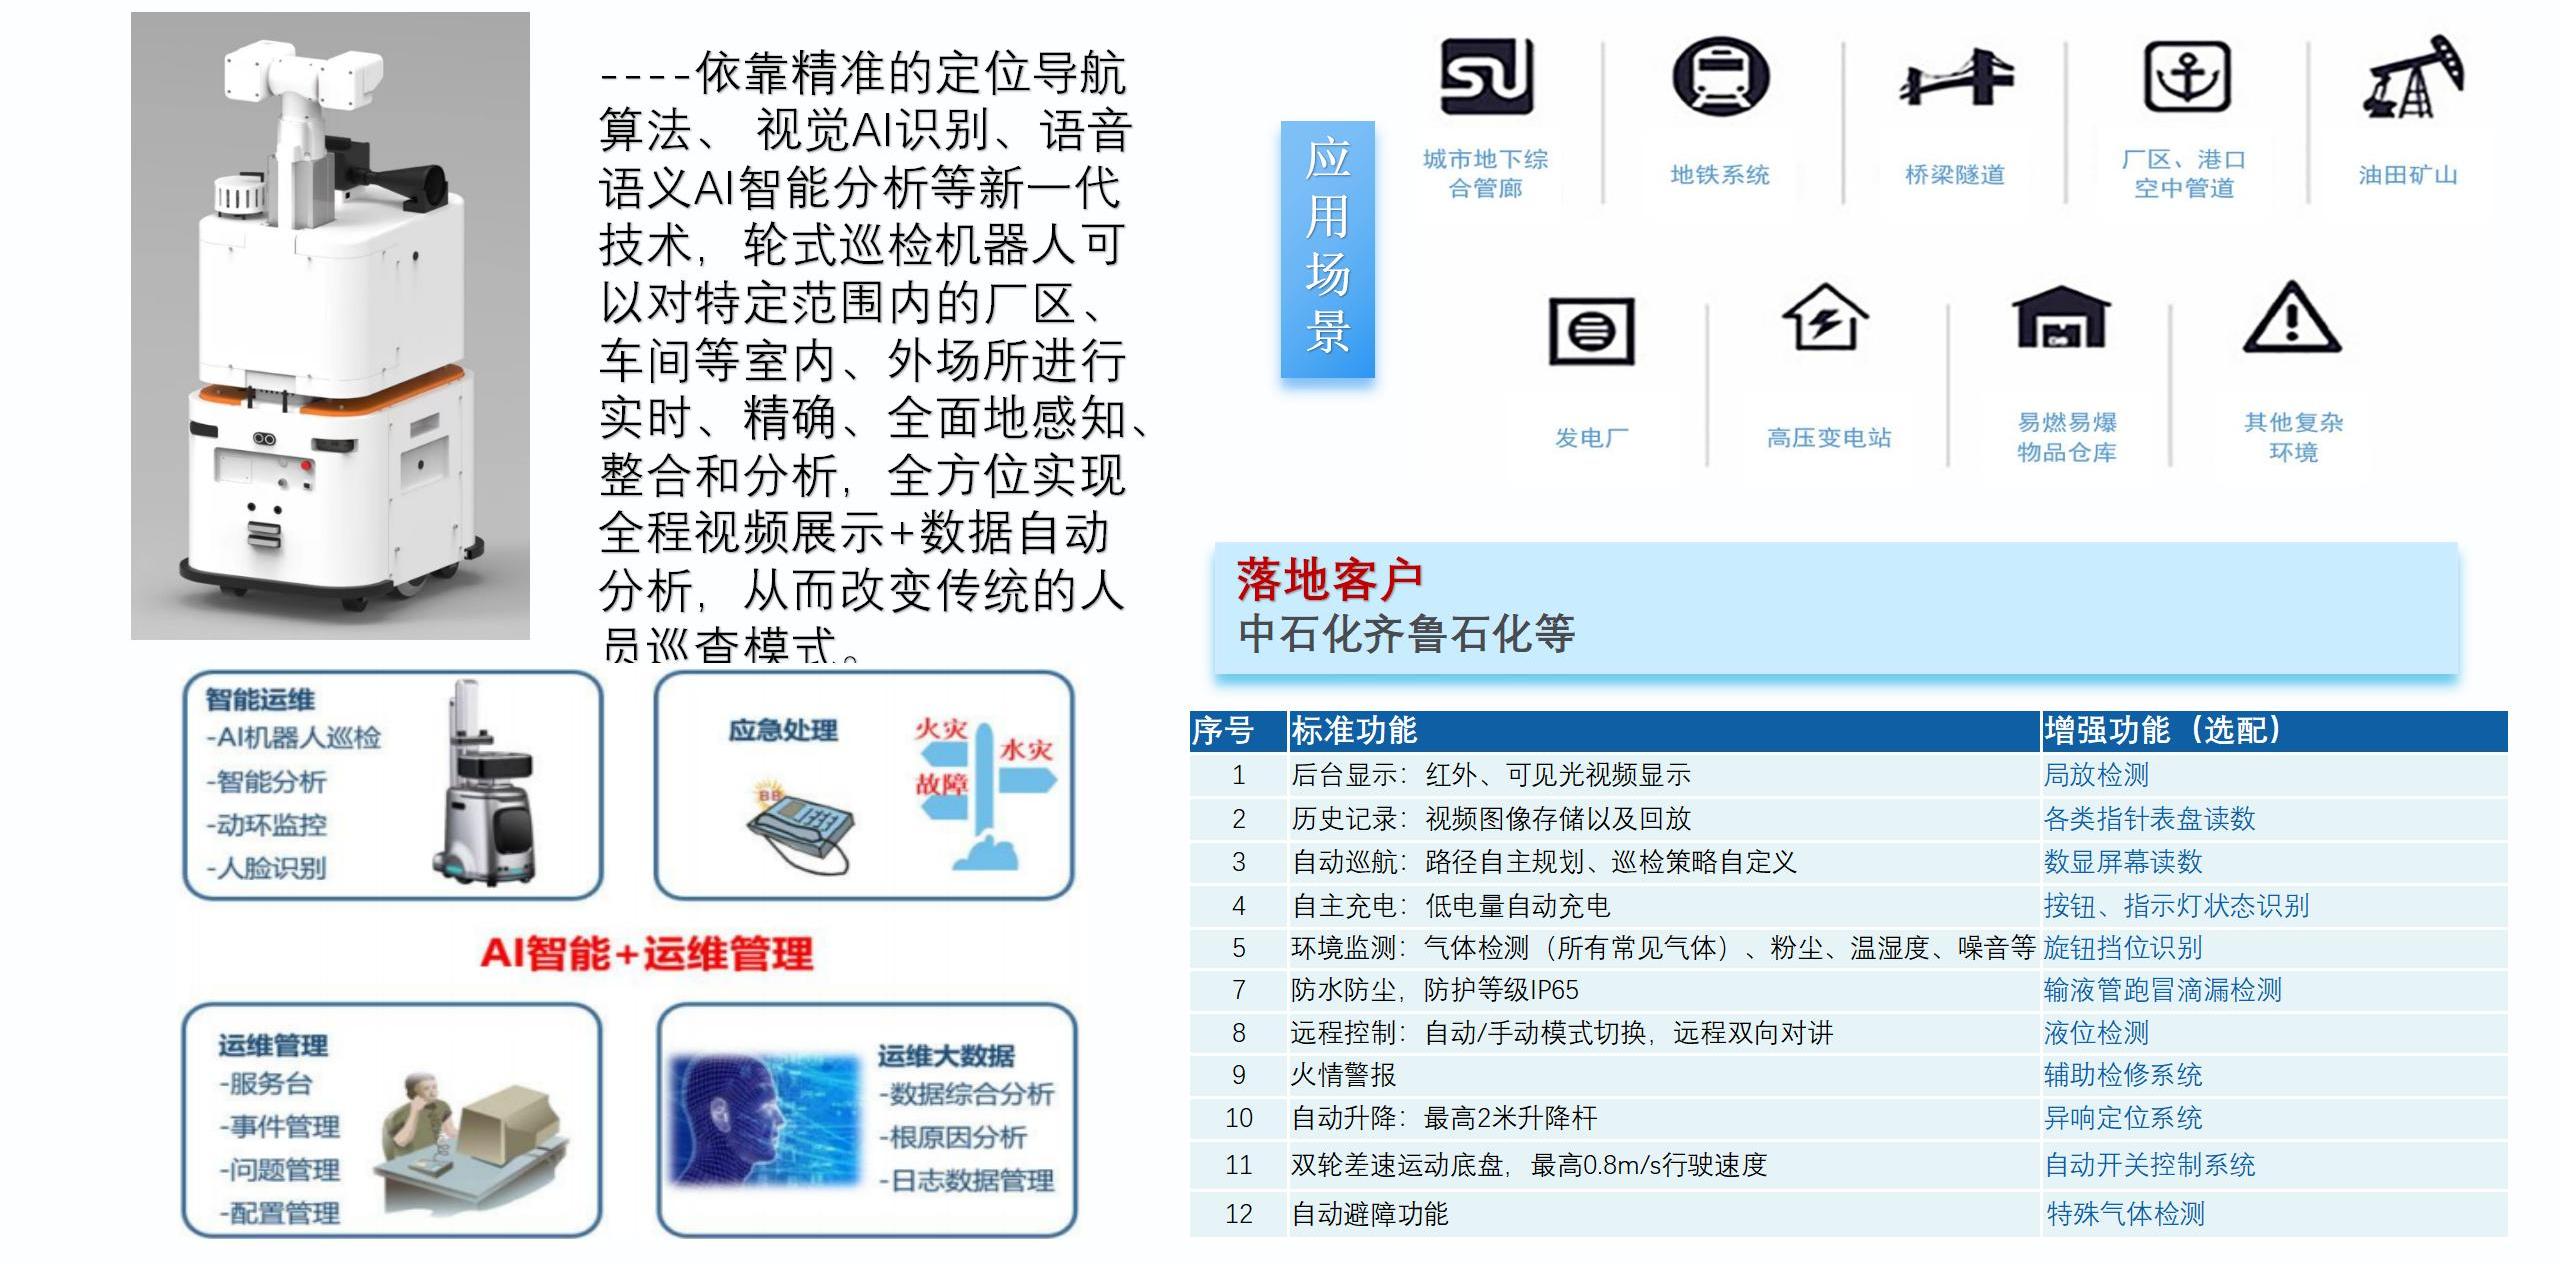 ----依靠精准的定位导航
算法、 视觉AI识别、语音
语义AI智能分析等新一代
技术，轮式巡检机器人可
以对特定范围内的厂区、
车间等室内、外场所进行
实时、精确、全面地感知、
整合和分析，全方位实现
全程视频展示+数据自动
分析，从而改变传统的人
员巡查模式。
智能运维
-AI机器人巡检
-智能分析
-动环监控
-人脸识别
应急处理
火灾
水灾
故障
BB
AI智能+运维管理
运维管理
-服务台
-事件管理
-问题管理
-配置管理
运维大数据
-数据综合分析
-根原因分析
-日志数据管理
应用场景
城市地下综
合管廊
地铁系统
桥梁隧道
厂区、港口
空中管道
油田矿山
发电厂
高压变电站
易燃易爆
物品仓库
其他复杂
环境
落地客户
中石化齐鲁石化等
序号 标准功能 增强功能（选配）
1 后台显示：红外、可见光视频显示 局放检测
2 历史记录：视频图像存储以及回放 各类指针表盘读数
3 自动巡航：路径自主规划、巡检策略自定义 数显屏幕读数
4 自主充电：低电量自动充电 按钮、指示灯状态识别
5 环境监测：气体检测（所有常见气体）、粉尘、温湿度、噪音等 旋钮挡位识别
7 防水防尘，防护等级IP65 输液管跑冒滴漏检测
8 远程控制：自动/手动模式切换，远程双向对讲 液位检测
9 火情警报 辅助检修系统
10 自动升降：最高2米升降杆 异响定位系统
11 双轮差速运动底盘，最高0.8m/s行驶速度 自动开关控制系统
12 自动避障功能 特殊气体检测